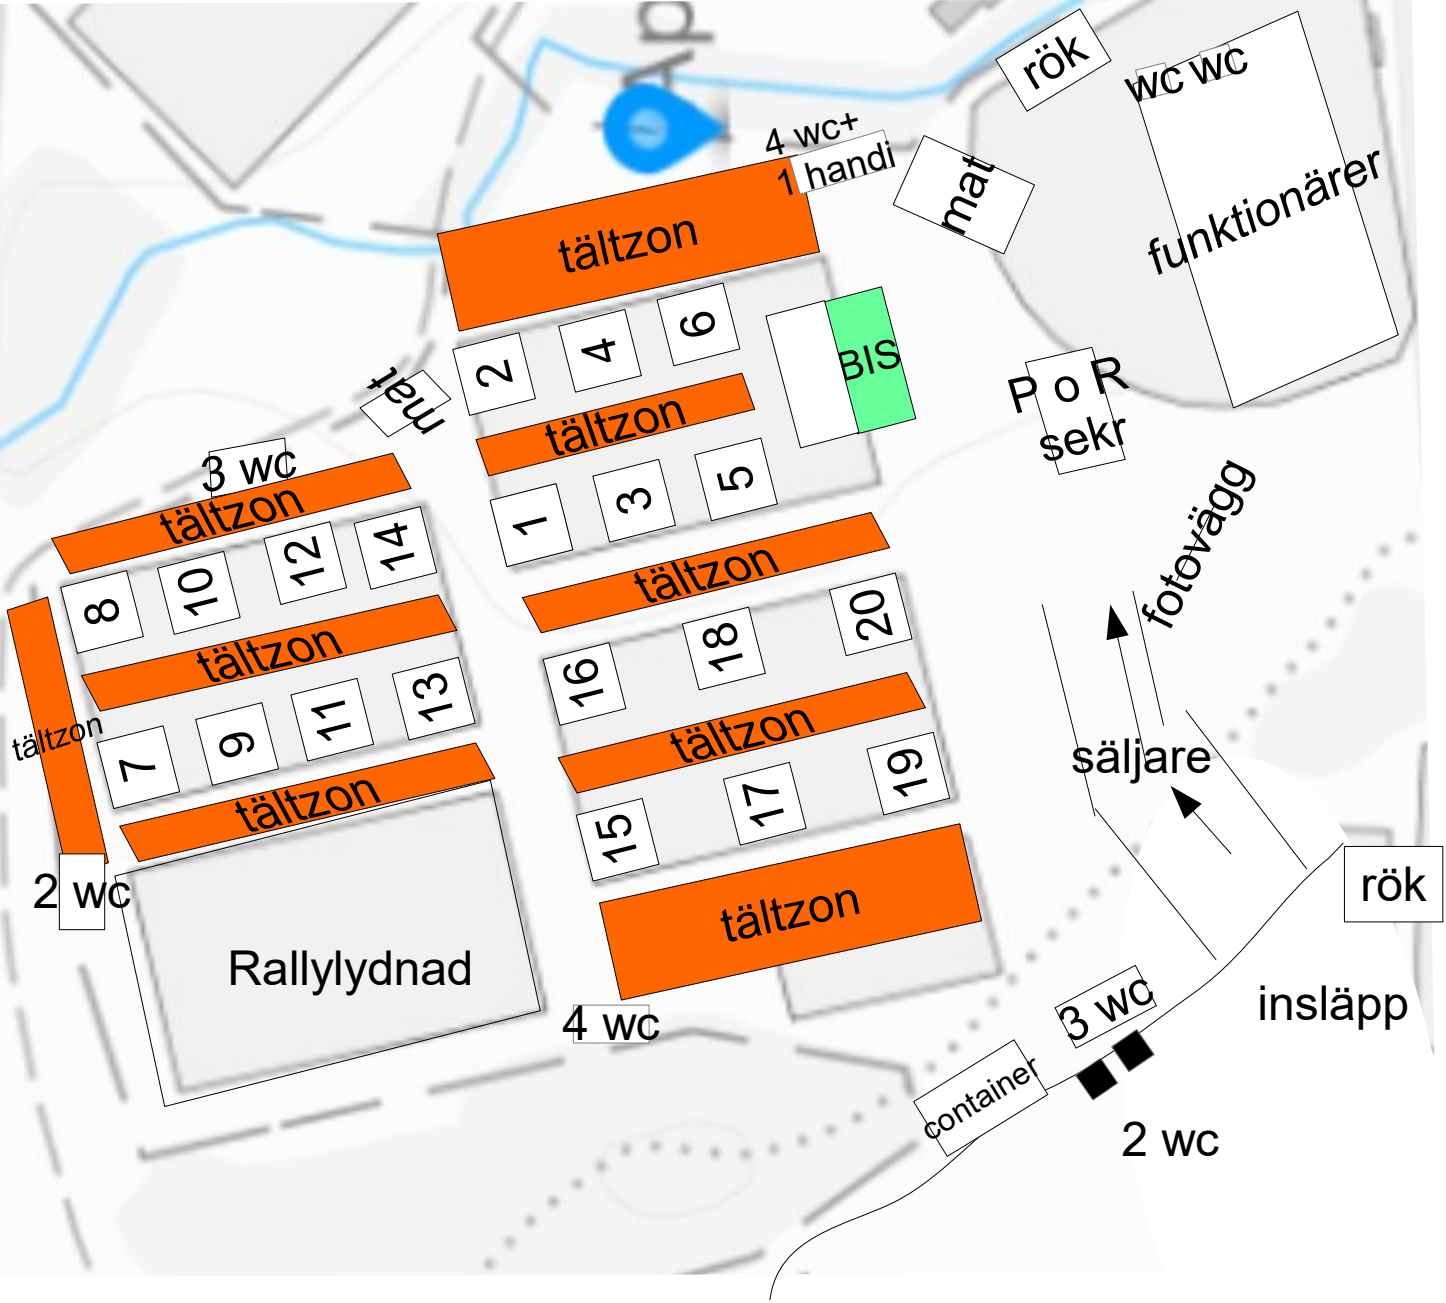 Ap
rök
wc wc
4 wc+
1 handi
mat
funktionärer
tältzon
2
4
6
BIS
P o R
sekr
mat
tältzon
3 wc
tältzon
1
3
5
fotovägg
8
10
12
14
tältzon
tältzon
16
18
20
7
9
11
13
tältzon
tältzon
säljare
tältzon
15
17
19
2 wc
rök
tältzon
Rallylydnad
4 wc
3 wc
insläpp
container
2 wc